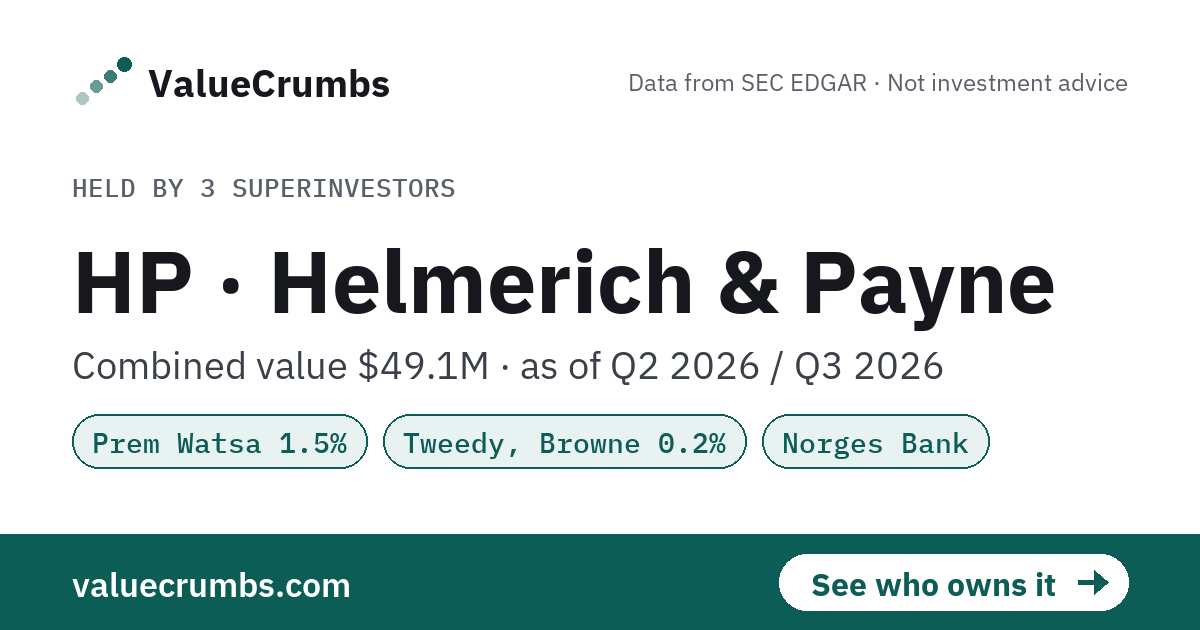 ValueCrumbs
Data from SEC EDGAR · Not investment advice
HELD BY 3 SUPERINVESTORS
HP · Helmerich & Payne
Combined value $49.1M · as of Q2 2026 / Q3 2026
Prem Watsa 1.5%
Tweedy, Browne 0.2%
Norges Bank
valuecrumbs.com
See who owns it